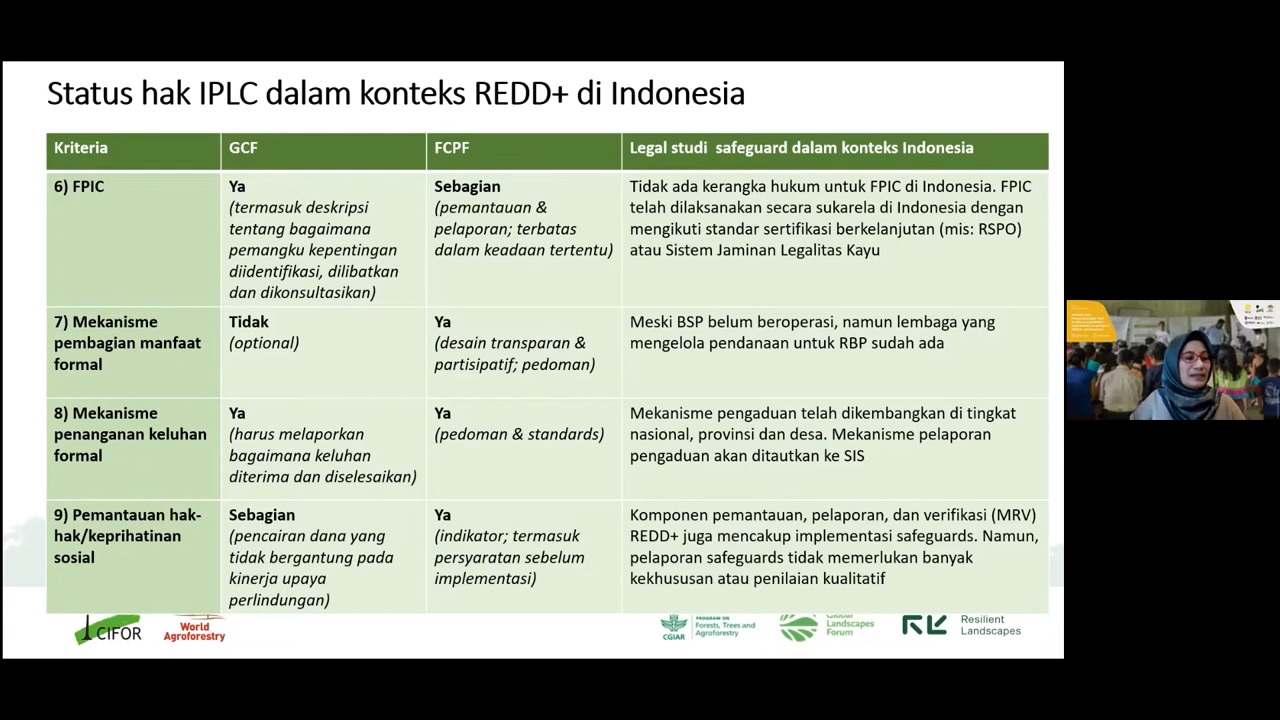 Status hak IPLC dalam konteks REDD+ di Indonesia
Kriteria
GCF
FCPF
Legal studi safeguard dalam konteks Indonesia
6) FPIC
Ya
(termasuk deskripsi
tentang bagaimana
pemangku kepentingan
diidentifikasi, dilibatkan
dan dikonsultasikan)
Sebagian
(pemantauan &
pelaporan; terbatas
dalam keadaan tertentu)
Tidak ada kerangka hukum untuk FPIC di Indonesia. FPIC
telah dilaksanakan secara sukarela di Indonesia dengan
mengikuti standar sertifikasi berkelanjutan (mis: RSPO)
atau Sistem Jaminan Legalitas Kayu
7) Mekanisme
pembagian manfaat
formal
Tidak
(optional)
Ya
(desain transparan &
partisipatif; pedoman)
Meski BSP belum beroperasi, namun lembaga yang
mengelola pendanaan untuk RBP sudah ada
8) Mekanisme
penanganan keluhan
formal
Ya
(harus melaporkan
bagaimana keluhan
diterima dan diselesaikan)
Ya
(pedoman & standards)
Mekanisme pengaduan telah dikembangkan di tingkat
nasional, provinsi dan desa. Mekanisme pelaporan
pengaduan akan ditautkan ke SIS
9) Pemantauan hak-
hak/keprihatinan
sosial
Sebagian
(pencairan dana yang
tidak bergantung pada
kinerja upaya
perlindungan)
Ya
(indikator; termasuk
persyaratan sebelum
implementasi)
Komponen pemantauan, pelaporan, dan verifikasi (MRV)
REDD+ juga mencakup implementasi safeguards. Namun,
pelaporan safeguards tidak memerlukan banyak
kekhususan atau penilaian kualitatif
CIFOR
World
Agroforestry
CGIAR
PROGRAM ON
Forests, Trees and
Agroforestry
Global
Landscapes
Forum
Resilient
Landscapes